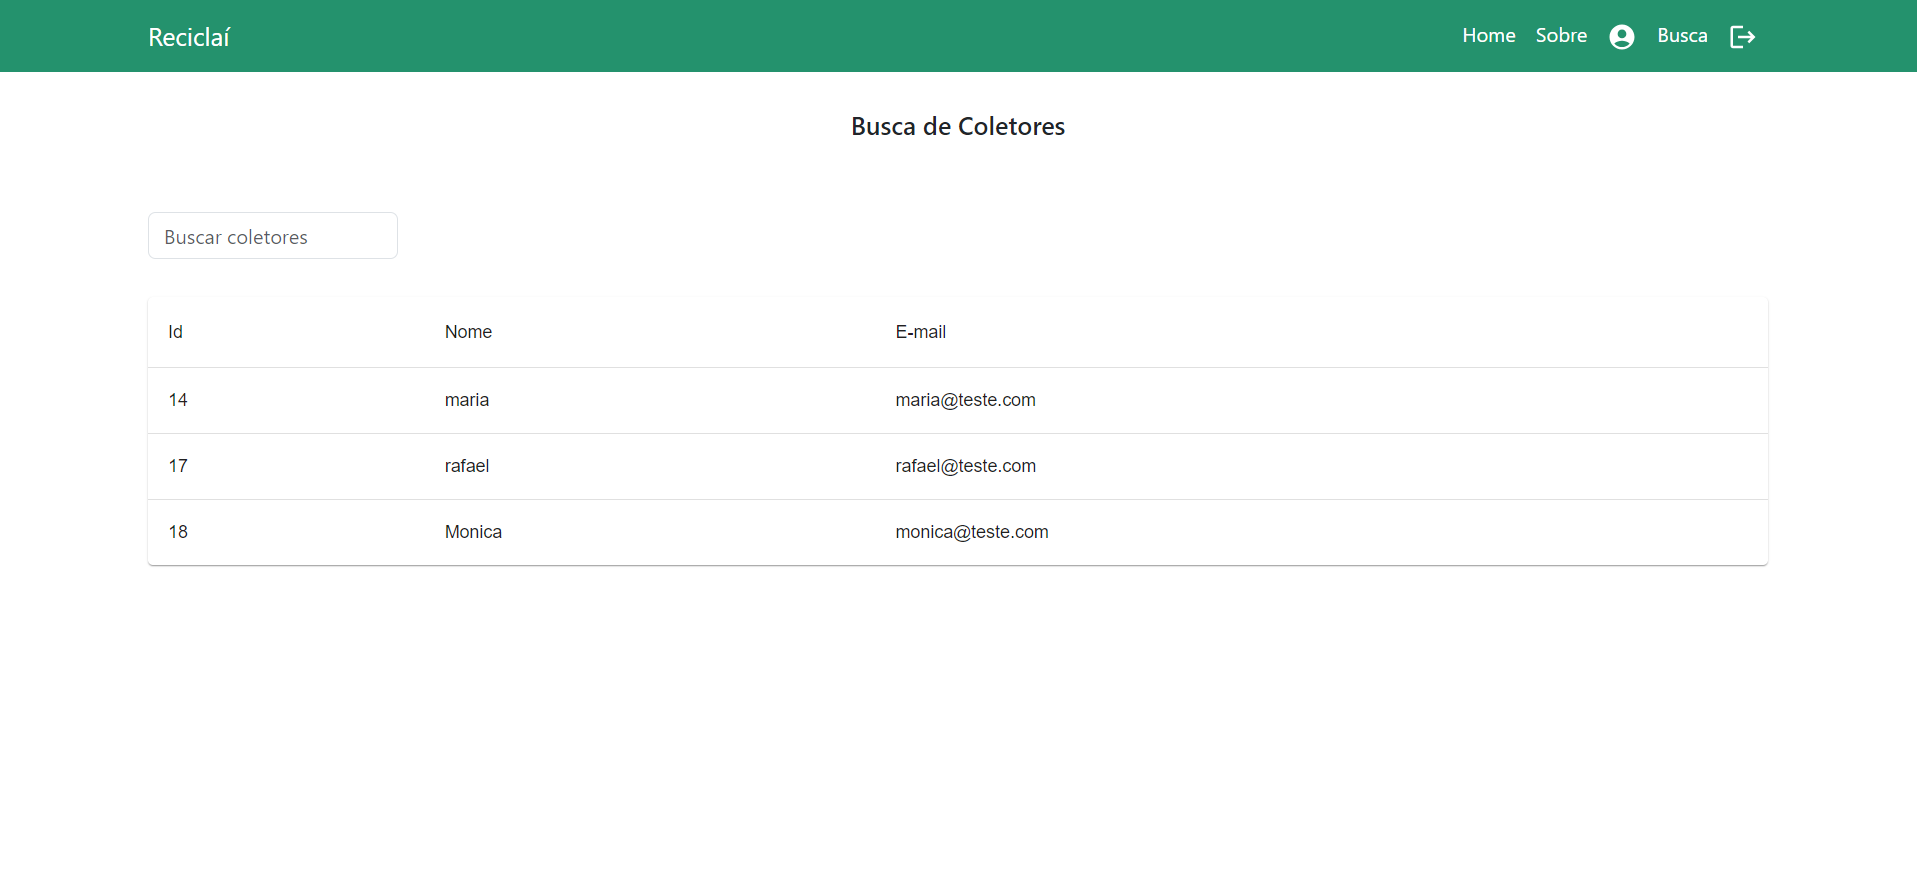 Reciclaí Home Sobre Busca
Busca de Coletores
Buscar coletores
Id Nome E-mail
14 maria maria@teste.com
17 rafael rafael@teste.com
18 Monica monica@teste.com